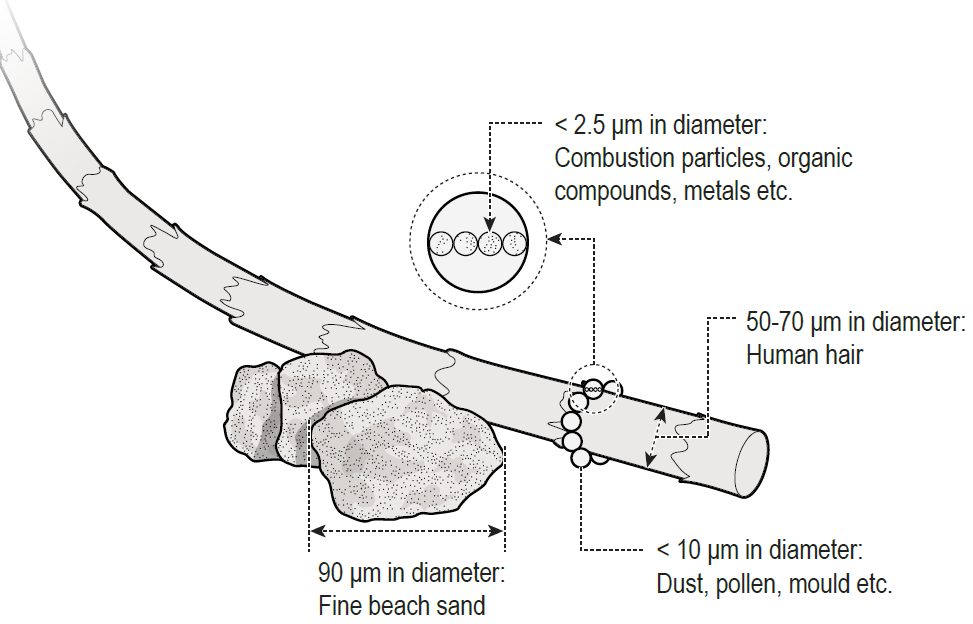 < 2.5 µm in diameter:
Combustion particles, organic
compounds, metals etc.
50-70 µm in diameter:
Human hair
90 µm in diameter:
Fine beach sand
< 10 µm in diameter:
Dust, pollen, mould etc.